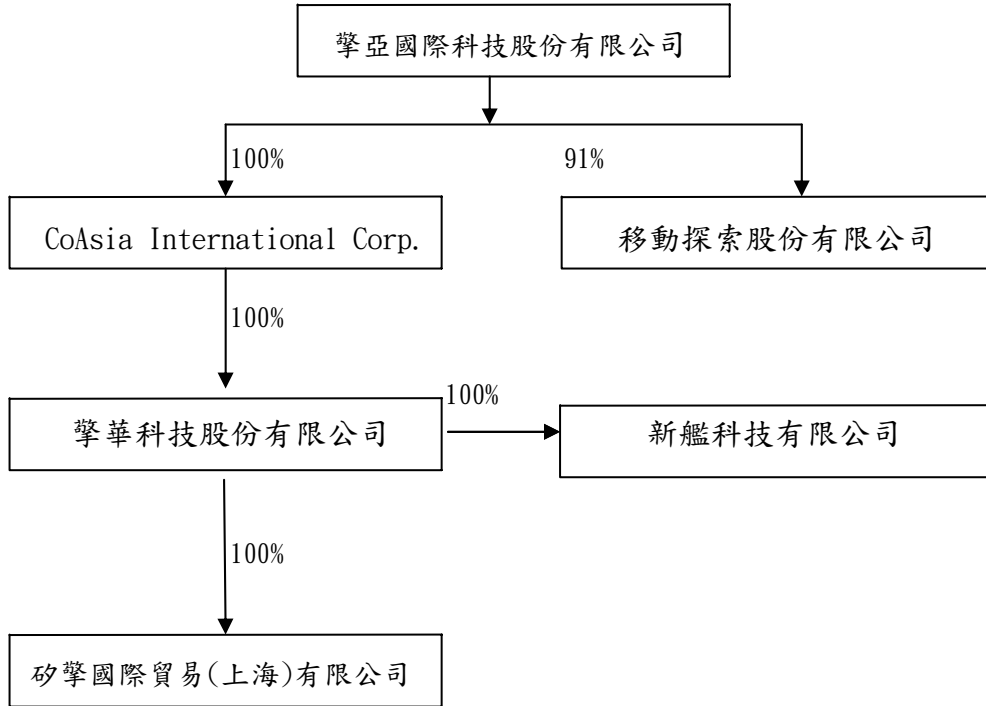 擎亞國際科技股份有限公司
100%
91%
CoAsia International Corp.
移動探索股份有限公司
100%
100%
擎華科技股份有限公司
新艦科技有限公司
100%
矽擎國際貿易(上海)有限公司